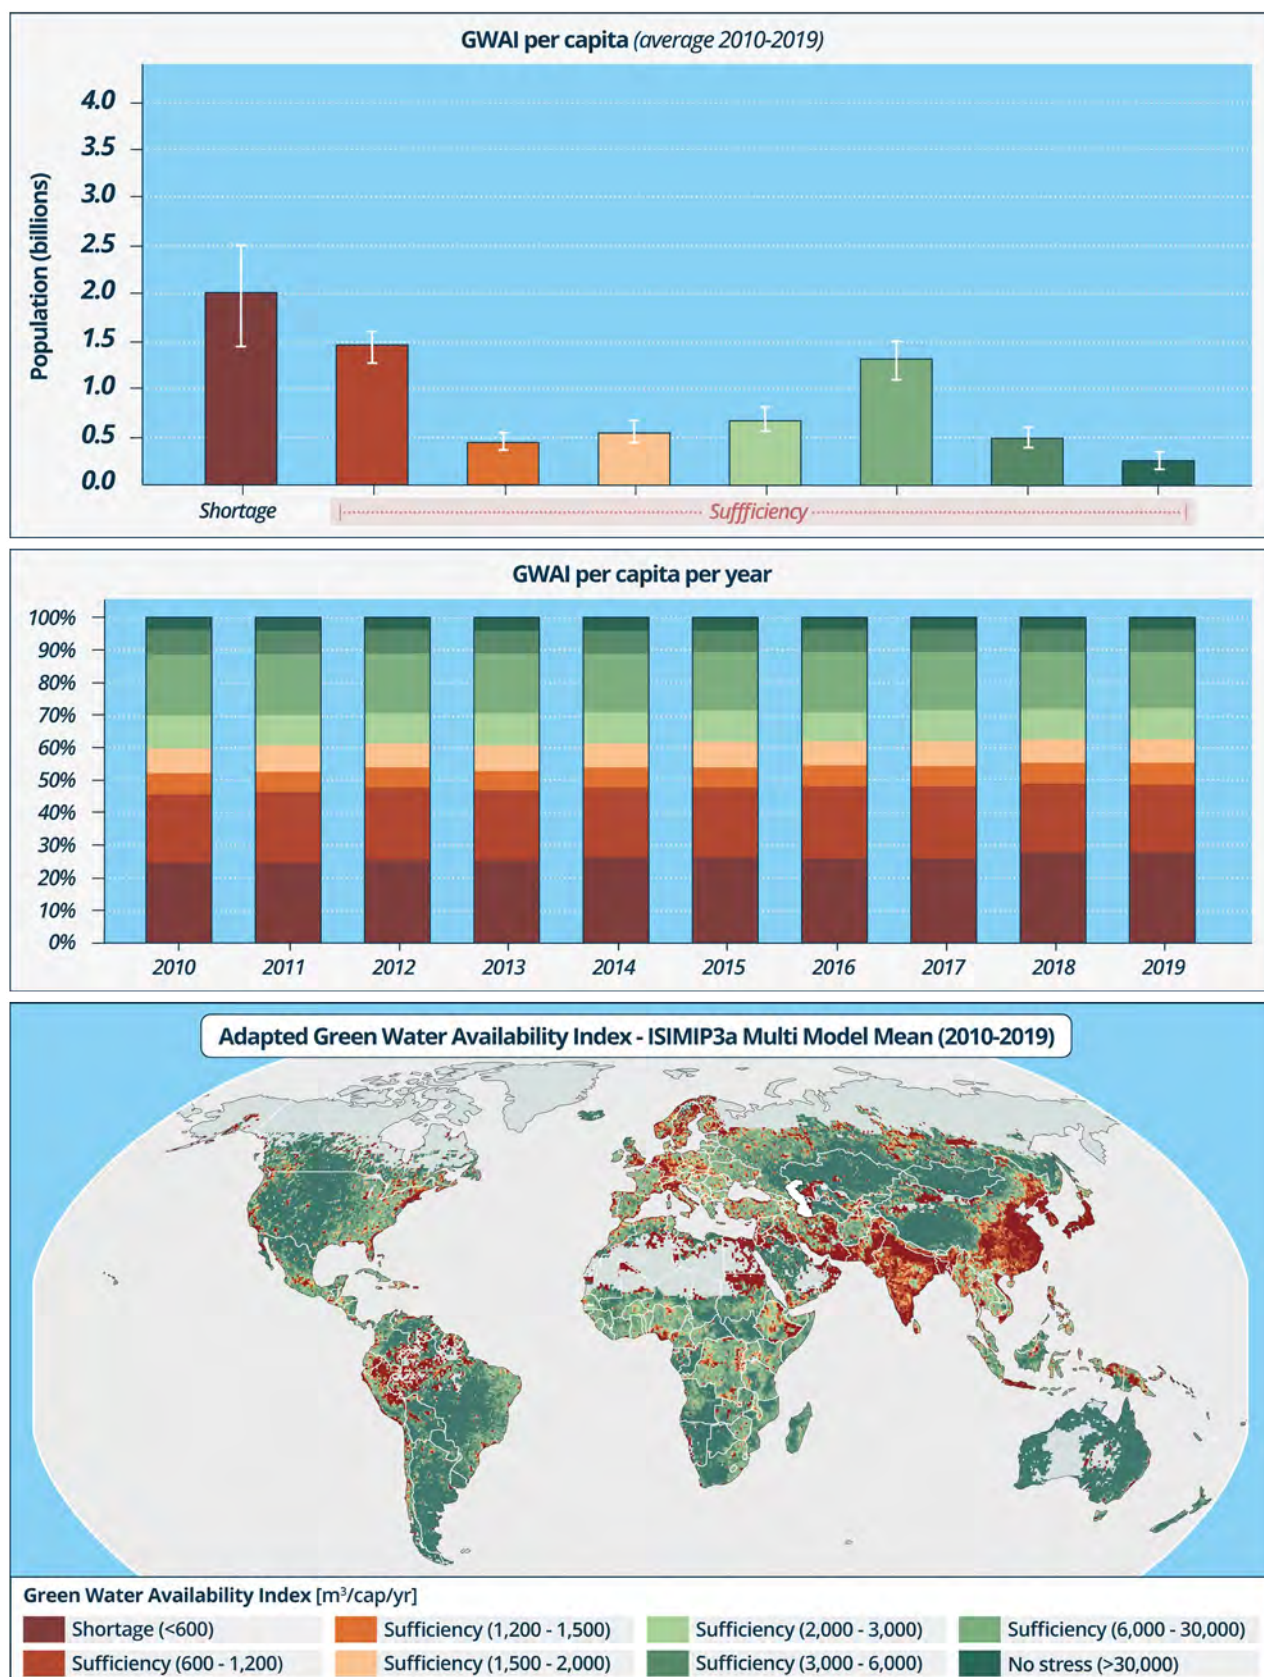 GWAI per capita (average 2010-2019)
Population (billions)
4.0
3.5
3.0
2.5
2.0
1.5
1.0
0.5
0.0
Shortage
Suffficiency
GWAI per capita per year
100%
90%
80%
70%
60%
50%
40%
30%
20%
10%
0%
2010 2011 2012 2013 2014 2015 2016 2017 2018 2019
Adapted Green Water Availability Index - ISIMIP3a Multi Model Mean (2010-2019)
Green Water Availability Index [m³/cap/yr]
Shortage (<600) Sufficiency (1,200 - 1,500) Sufficiency (2,000 - 3,000) Sufficiency (6,000 - 30,000)
Sufficiency (600 - 1,200) Sufficiency (1,500 - 2,000) Sufficiency (3,000 - 6,000) No stress (>30,000)